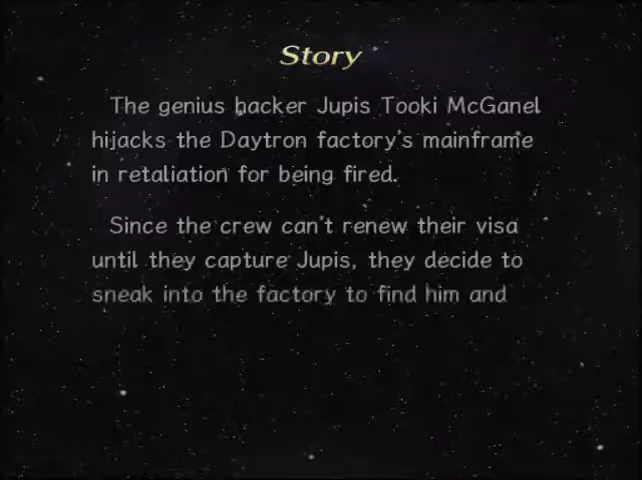 Story
The genius hacker Jupis Tooki McGanel
hijacks the Daytron factory's mainframe
in retaliation for being fired.
Since the crew can't renew their visa
until they capture Jupis, they decide to
sneak into the factory to find him and